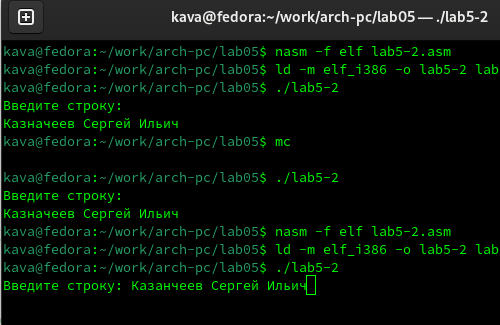 kava@fedora:~/work/arch-pc/lab05 — ./lab5-2
kava@fedora:~/work/arch-pc/lab05$ nasm -f elf lab5-2.asm
kava@fedora:~/work/arch-pc/lab05$ ld -m elf_i386 -o lab5-2 lab
kava@fedora:~/work/arch-pc/lab05$ ./lab5-2
Введите строку:
Казначеев Сергей Ильич
kava@fedora:~/work/arch-pc/lab05$ mc
kava@fedora:~/work/arch-pc/lab05$ ./lab5-2
Введите строку:
Казначеев Сергей Ильич
kava@fedora:~/work/arch-pc/lab05$ nasm -f elf lab5-2.asm
kava@fedora:~/work/arch-pc/lab05$ ld -m elf_i386 -o lab5-2 lab
kava@fedora:~/work/arch-pc/lab05$ ./lab5-2
Введите строку: Казанчеев Сергей Ильич